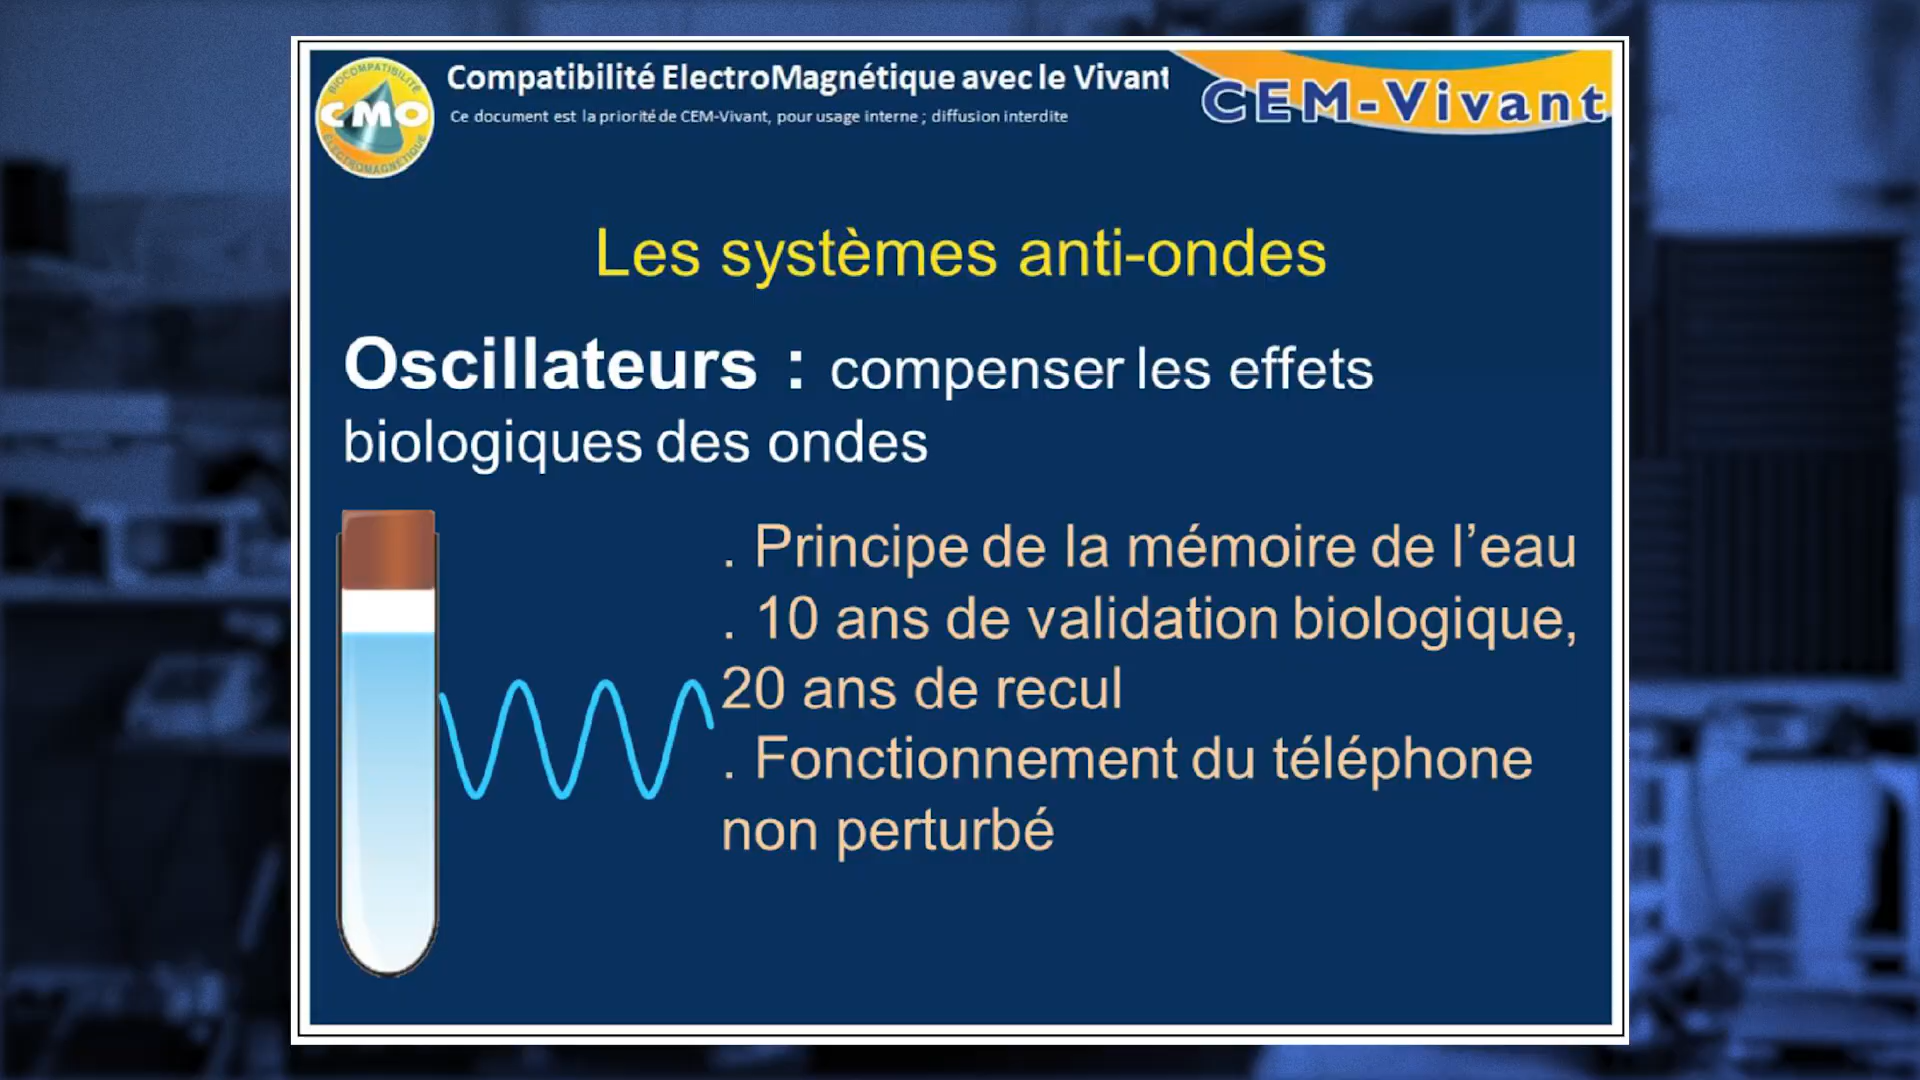 BIOCOMPATIBILITÉ
CMO
ÉLECTROMAGNÉTIQUE
Compatibilité ElectroMagnétique avec le Vivant
Ce document est la priorité de CEM-Vivant, pour usage interne ; diffusion interdite
CEM-Vivant
Les systèmes anti-ondes
Oscillateurs : compenser les effets
biologiques des ondes
. Principe de la mémoire de l’eau
. 10 ans de validation biologique,
20 ans de recul
. Fonctionnement du téléphone
non perturbé